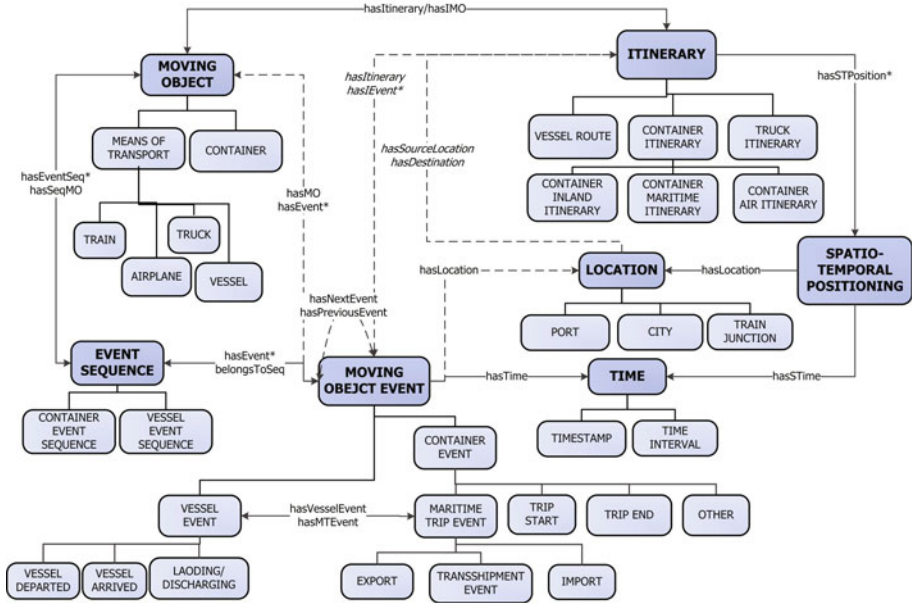 hasItinerary/hasIMO
MOVING
OBJECT
ITINERARY
hasItinerary
hasIEvent*
hasSTPosition*
MEANS OF
TRANSPORT
CONTAINER
VESSEL ROUTE
CONTAINER
ITINERARY
TRUCK
ITINERARY
hasSourceLocation
hasDestination
hasEventSeq*
hasSeqMO
hasMO
hasEvent*
CONTAINER
INLAND
ITINERARY
CONTAINER
MARITIME
ITINERARY
CONTAINER
AIR ITINERARY
TRAIN
TRUCK
AIRPLANE
VESSEL
hasLocation
LOCATION
hasLocation
SPATIO-
TEMPORAL
POSITIONING
hasNextEvent
hasPreviousEvent
PORT
CITY
TRAIN
JUNCTION
EVENT
SEQUENCE
hasEvent*
belongsToSeq
MOVING
OBEJCT EVENT
hasTime
TIME
hasSTime
CONTAINER
EVENT
SEQUENCE
VESSEL
EVENT
SEQUENCE
TIMESTAMP
TIME
INTERVAL
CONTAINER
EVENT
VESSEL
EVENT
hasVesselEvent
hasMTEvent
MARITIME
TRIP EVENT
TRIP
START
TRIP END
OTHER
VESSEL
DEPARTED
VESSEL
ARRIVED
LAODING/
DISCHARGING
EXPORT
TRANSSHIPMENT
EVENT
IMPORT